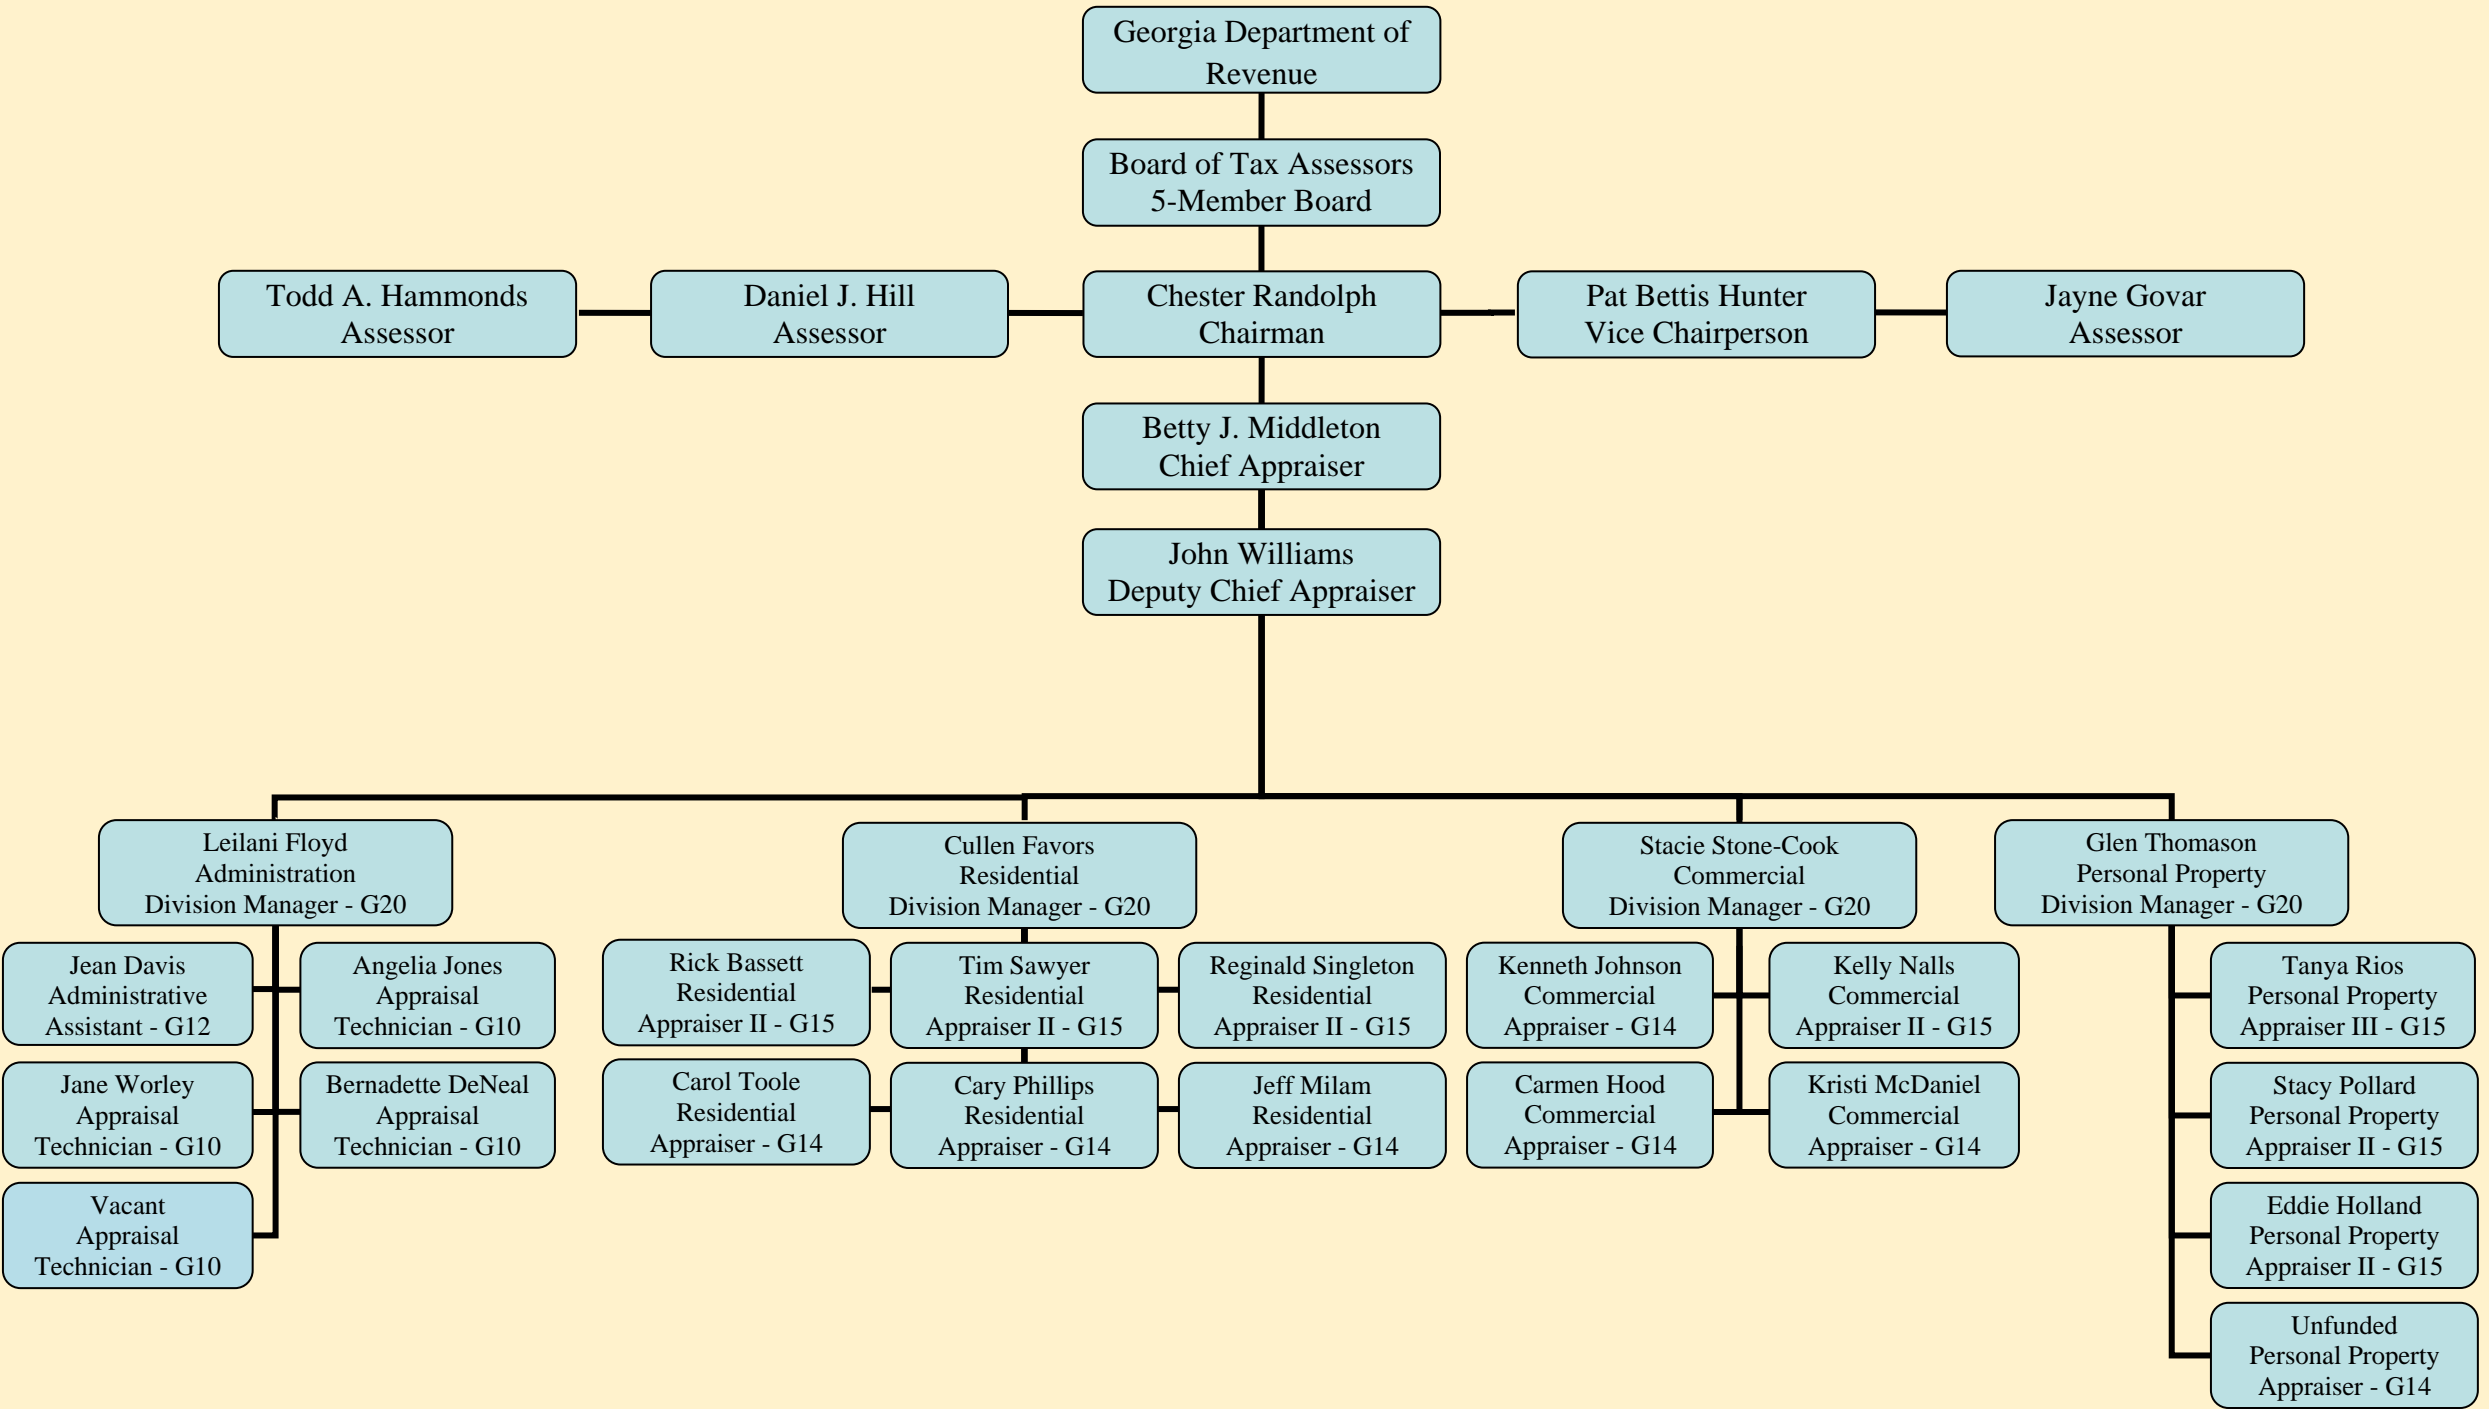 Georgia Department of
Revenue
Board of Tax Assessors
5-Member Board
Todd A. Hammonds
Assessor
Daniel J. Hill
Assessor
Chester Randolph
Chairman
Pat Bettis Hunter
Vice Chairperson
Jayne Govar
Assessor
Betty J. Middleton
Chief Appraiser
John Williams
Deputy Chief Appraiser
Leilani Floyd
Administration
Division Manager - G20
Cullen Favors
Residential
Division Manager - G20
Stacie Stone-Cook
Commercial
Division Manager - G20
Glen Thomason
Personal Property
Division Manager - G20
Jean Davis
Administrative
Assistant - G12
Angelia Jones
Appraisal
Technician - G10
Rick Bassett
Residential
Appraiser II - G15
Tim Sawyer
Residential
Appraiser II - G15
Reginald Singleton
Residential
Appraiser II - G15
Kenneth Johnson
Commercial
Appraiser - G14
Kelly Nalls
Commercial
Appraiser II - G15
Tanya Rios
Personal Property
Appraiser III - G15
Jane Worley
Appraisal
Technician - G10
Bernadette DeNeal
Appraisal
Technician - G10
Carol Toole
Residential
Appraiser - G14
Cary Phillips
Residential
Appraiser - G14
Jeff Milam
Residential
Appraiser - G14
Carmen Hood
Commercial
Appraiser - G14
Kristi McDaniel
Commercial
Appraiser - G14
Stacy Pollard
Personal Property
Appraiser II - G15
Vacant
Appraisal
Technician - G10
Eddie Holland
Personal Property
Appraiser II - G15
Unfunded
Personal Property
Appraiser - G14